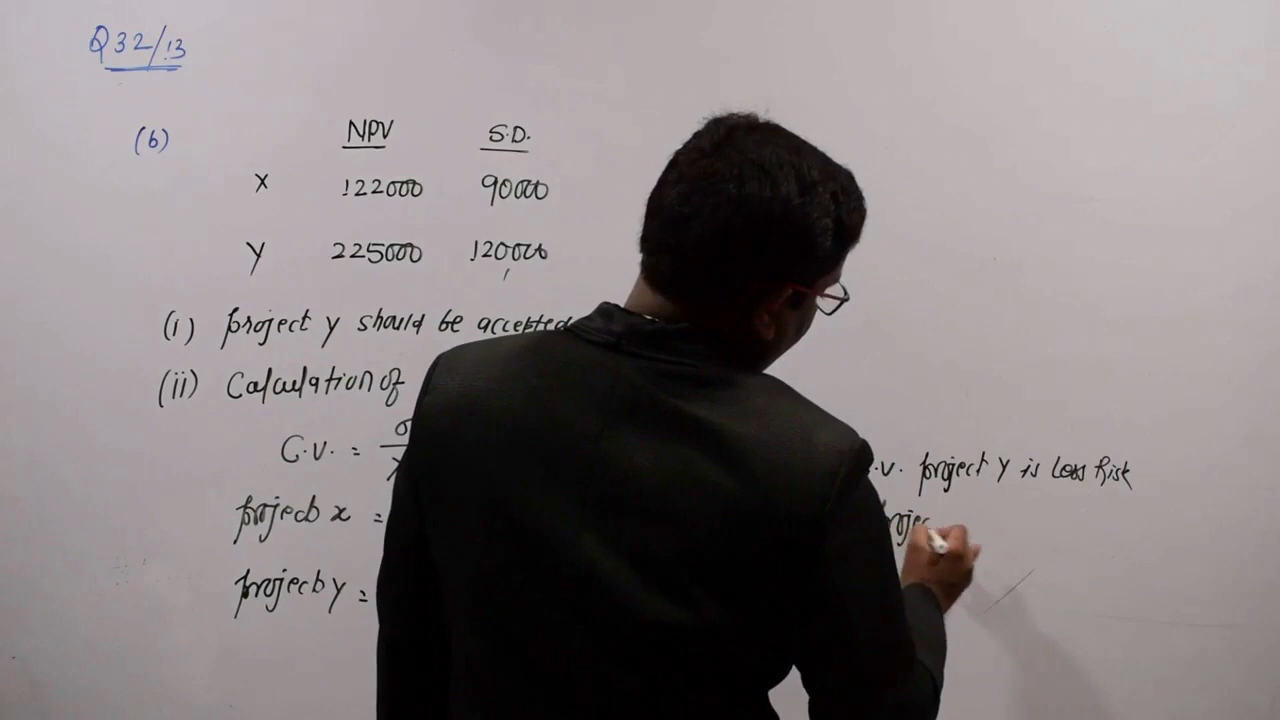 Q32/13
(b) NPV S.D.
X 122000 90000
Y 225000 120000
(i) project y should be accepted
(ii) Calculation of
C.V. =
.v. project y is Less Risk
project x =
project y =